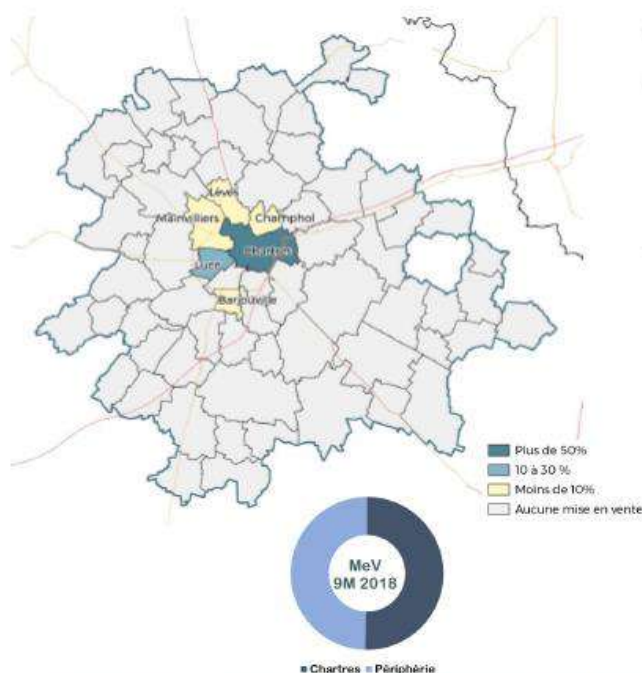 Lèves
Mainvilliers
Champhol
Chartres
Lucé
Barjouville
Plus de 50%
10 à 30 %
Moins de 10%
Aucune mise en vente
MeV
9M 2018
Chartres Périphèrie